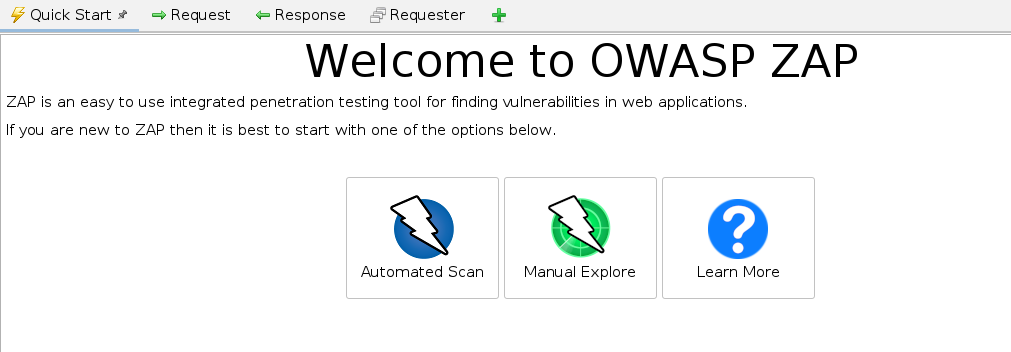 Quick Start Request Response Requester
Welcome to OWASP ZAP
ZAP is an easy to use integrated penetration testing tool for finding vulnerabilities in web applications.
If you are new to ZAP then it is best to start with one of the options below.
Automated Scan Manual Explore Learn More